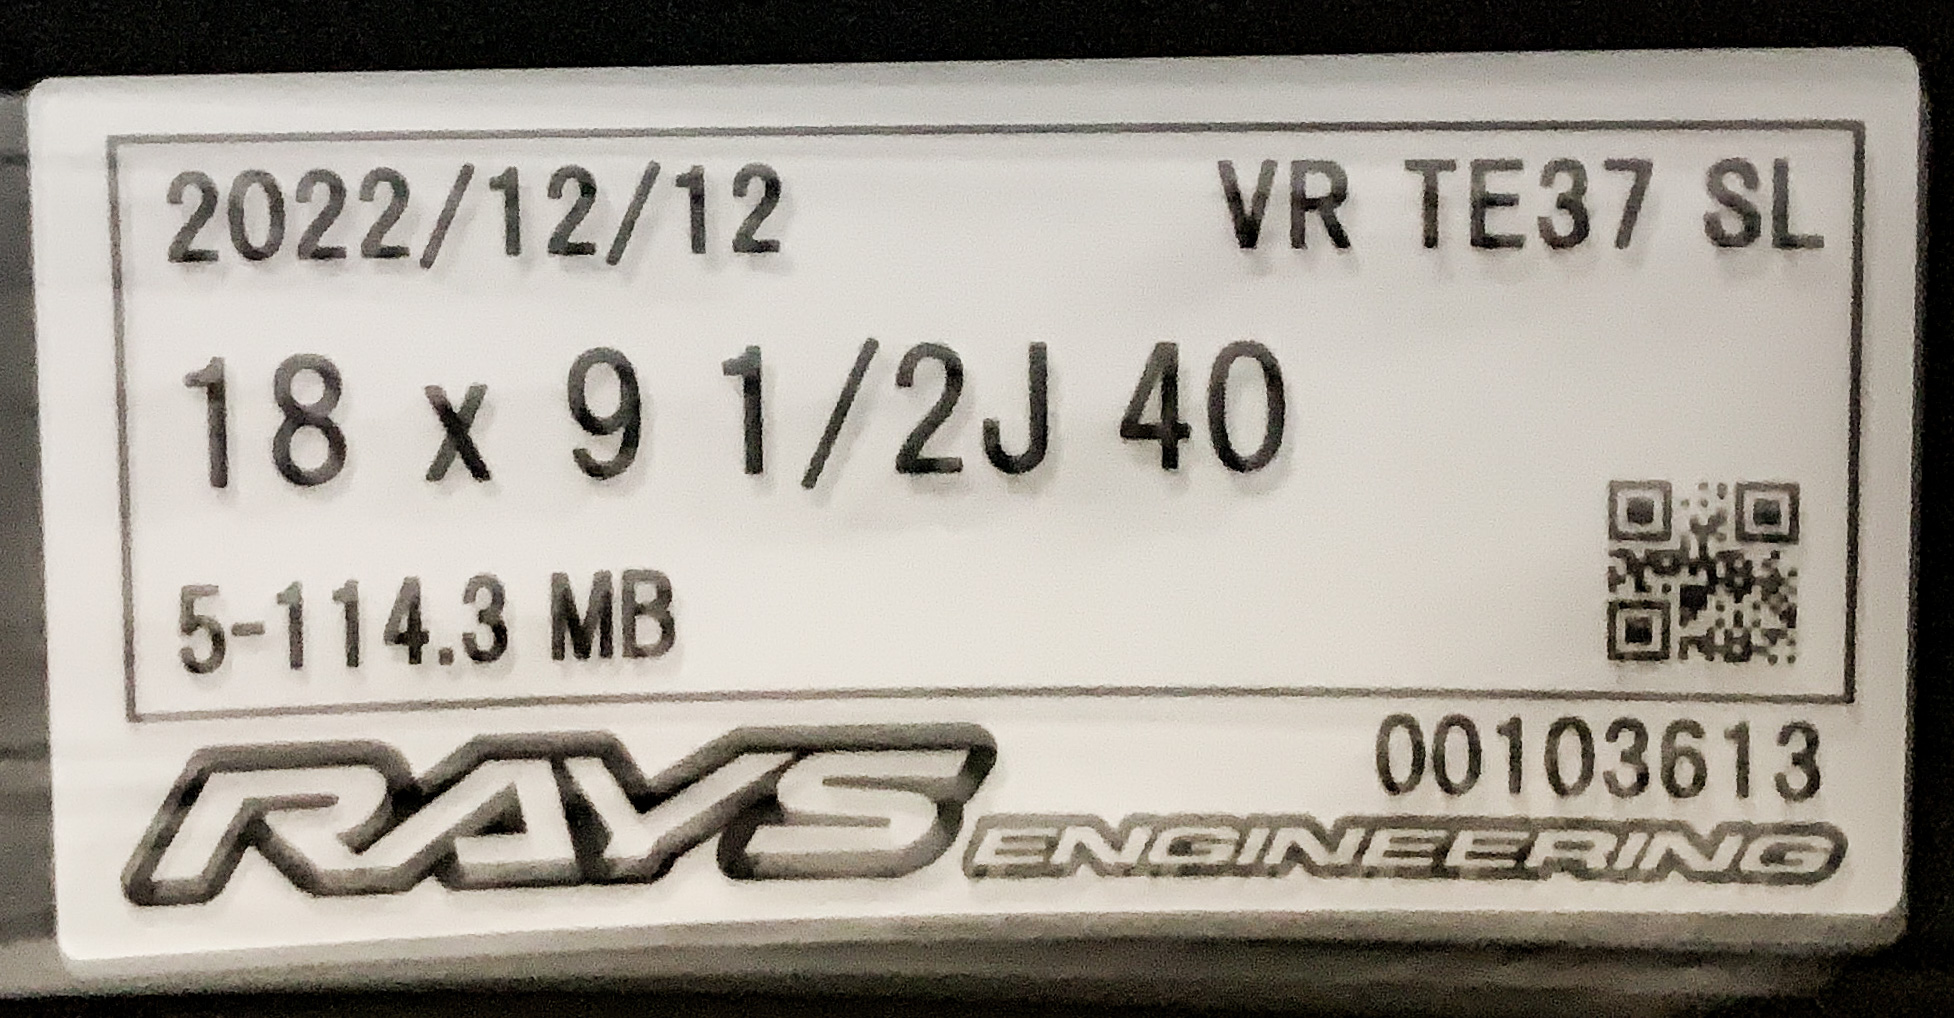 2022/12/12 VR TE37 SL
18 x 9 1/2J 40
5-114.3 MB
00103613
RAYS ENGINEERING